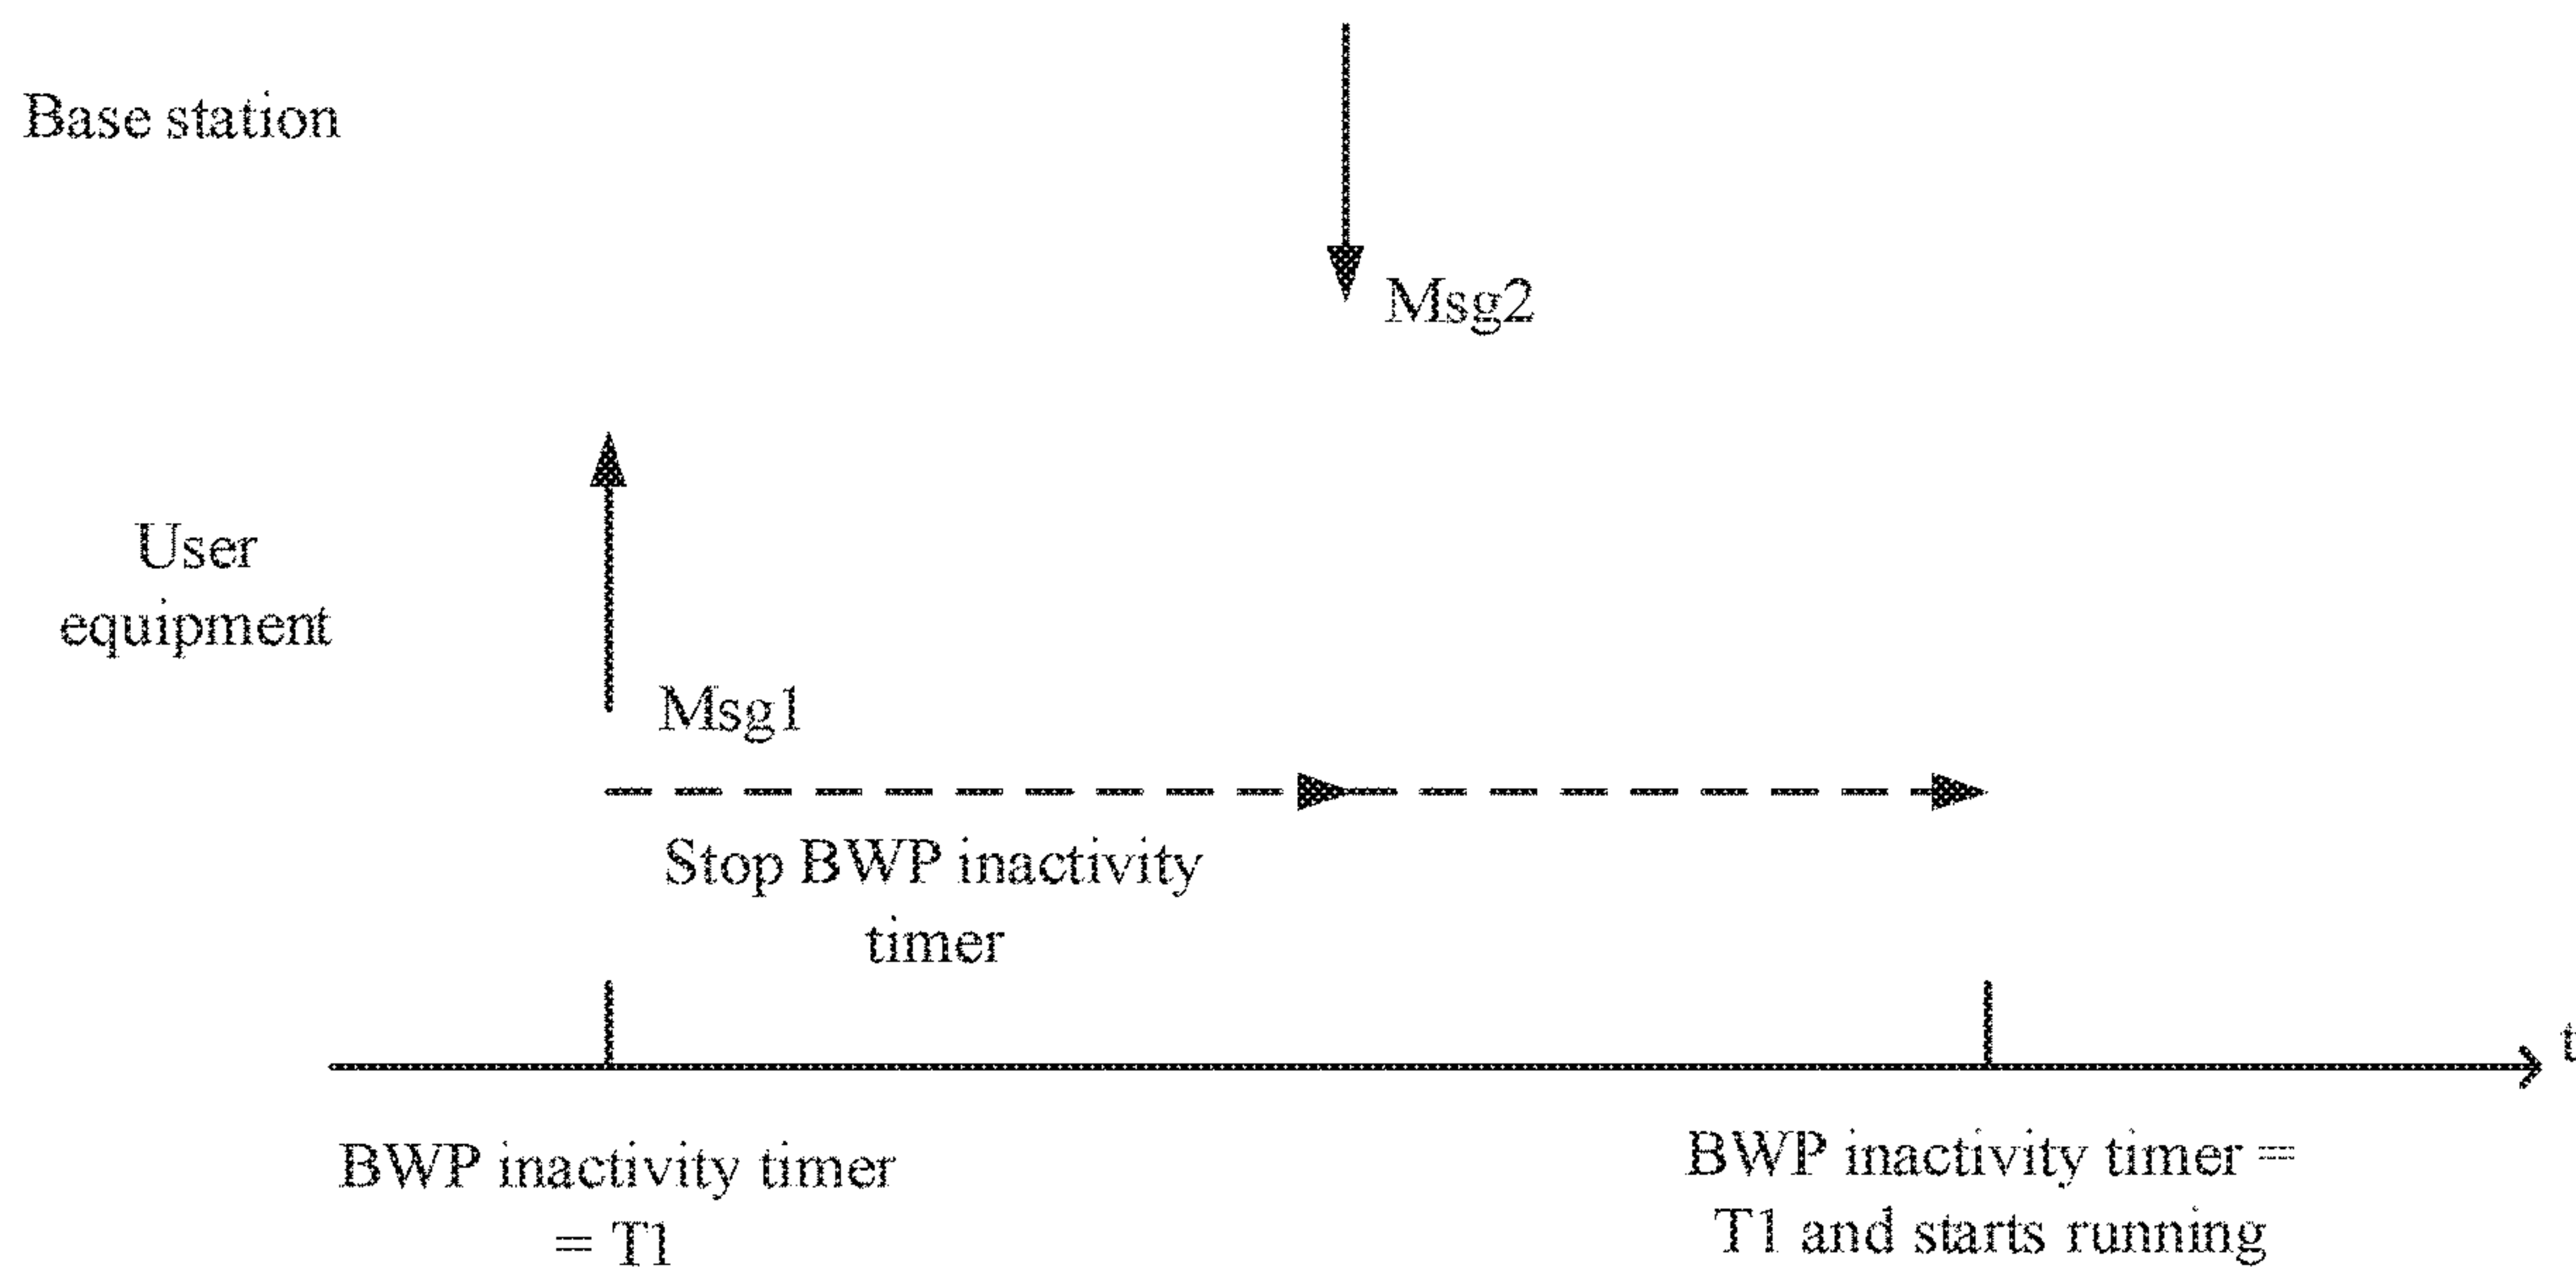 Base station
Msg2
User
equipment
Msg1
Stop BWP inactivity
timer
t
BWP inactivity timer
= T1
BWP inactivity timer =
T1 and starts running